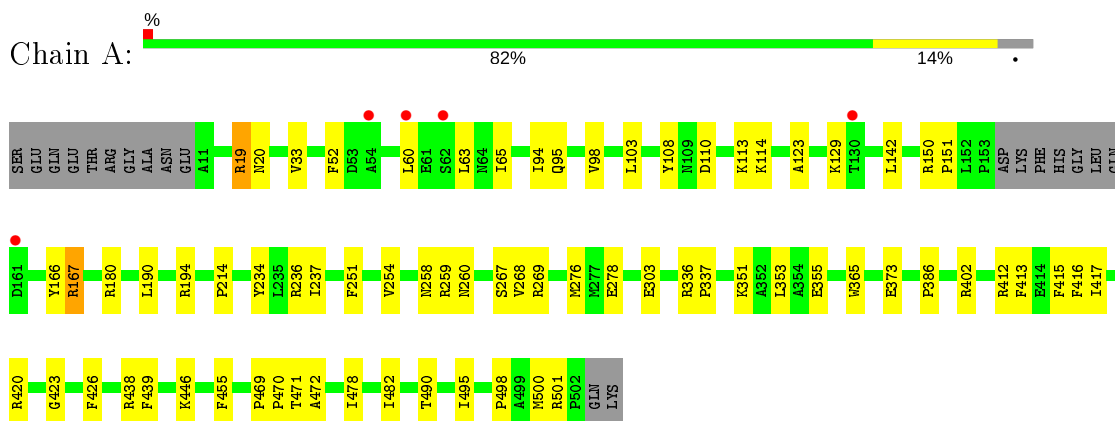 %
Chain A:
82% 14% •
SER GLU GLN GLU THR ARG GLY ALA ASN GLU A11 R19 N20 V33 F52 D53 A54 L60 E61 S62 L63 N64 I65 I94 Q95 V98 L103 Y108 N109 D110 K113 K114 A123 K129 T130 L142 R150 P151 L152 P153 ASP LYS PHE HIS GLY LEU GLN
D161 Y166 R167 R180 L190 R194 P214 Y234 L235 R236 I237 F251 V254 N258 R259 N260 S267 V268 R269 M276 M277 E278 E303 R336 P337 K351 A352 L353 A354 E355 W365 E373 P386 R402 R412 F413 E414 F415 F416 I417
R420 G423 F426 R438 F439 K446 F455 P469 P470 T471 A472 I478 I482 T490 I495 P498 A499 M500 R501 P502 GLN LYS